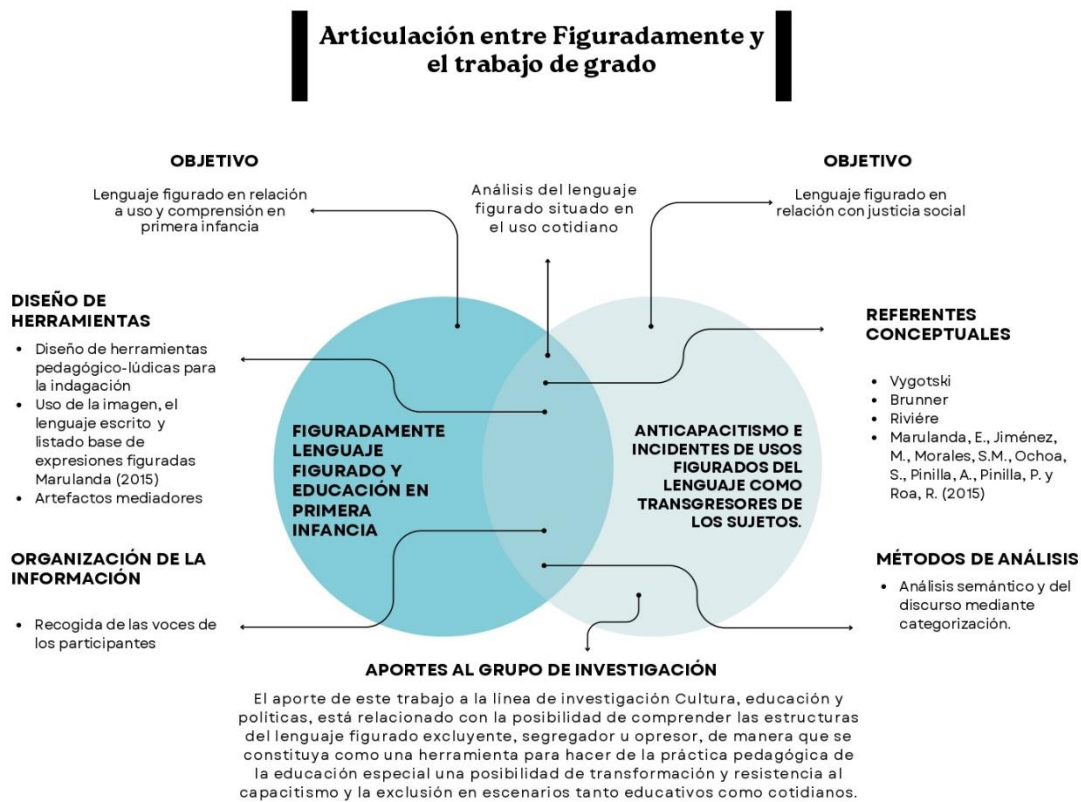 Articulación entre Figuradamente y
el trabajo de grado
OBJETIVO
Lenguaje figurado en relación
a uso y comprensión en
primera infancia
Análisis del lenguaje
figurado situado en
el uso cotidiano
OBJETIVO
Lenguaje figurado en
relación con justicia social
DISEÑO DE
HERRAMIENTAS
• Diseño de herramientas
pedagógico-lúdicas para
la indagación
• Uso de la imagen, el
lenguaje escrito y
listado base de
expresiones figuradas
Marulanda (2015)
• Artefactos mediadores
REFERENTES
CONCEPTUALES
• Vygotski
• Brunner
• Riviére
• Marulanda, E., Jiménez,
M., Morales, S.M., Ochoa,
S., Pinilla, A., Pinilla, P. y
Roa, R. (2015)
FIGURADAMENTE
LENGUAJE
FIGURADO Y
EDUCACIÓN EN
PRIMERA
INFANCIA
ANTICAPACITISMO E
INCIDENTES DE USOS
FIGURADOS DEL
LENGUAJE COMO
TRANSGRESORES DE
LOS SUJETOS.
ORGANIZACIÓN DE LA
INFORMACIÓN
• Recogida de las voces de
los participantes
MÉTODOS DE ANÁLISIS
• Análisis semántico y del
discurso mediante
categorización.
APORTES AL GRUPO DE INVESTIGACIÓN
El aporte de este trabajo a la línea de investigación Cultura, educación y
políticas, está relacionado con la posibilidad de comprender las estructuras
del lenguaje figurado excluyente, segregador u opresor, de manera que se
constituya como una herramienta para hacer de la práctica pedagógica de
la educación especial una posibilidad de transformación y resistencia al
capacitismo y la exclusión en escenarios tanto educativos como cotidianos.